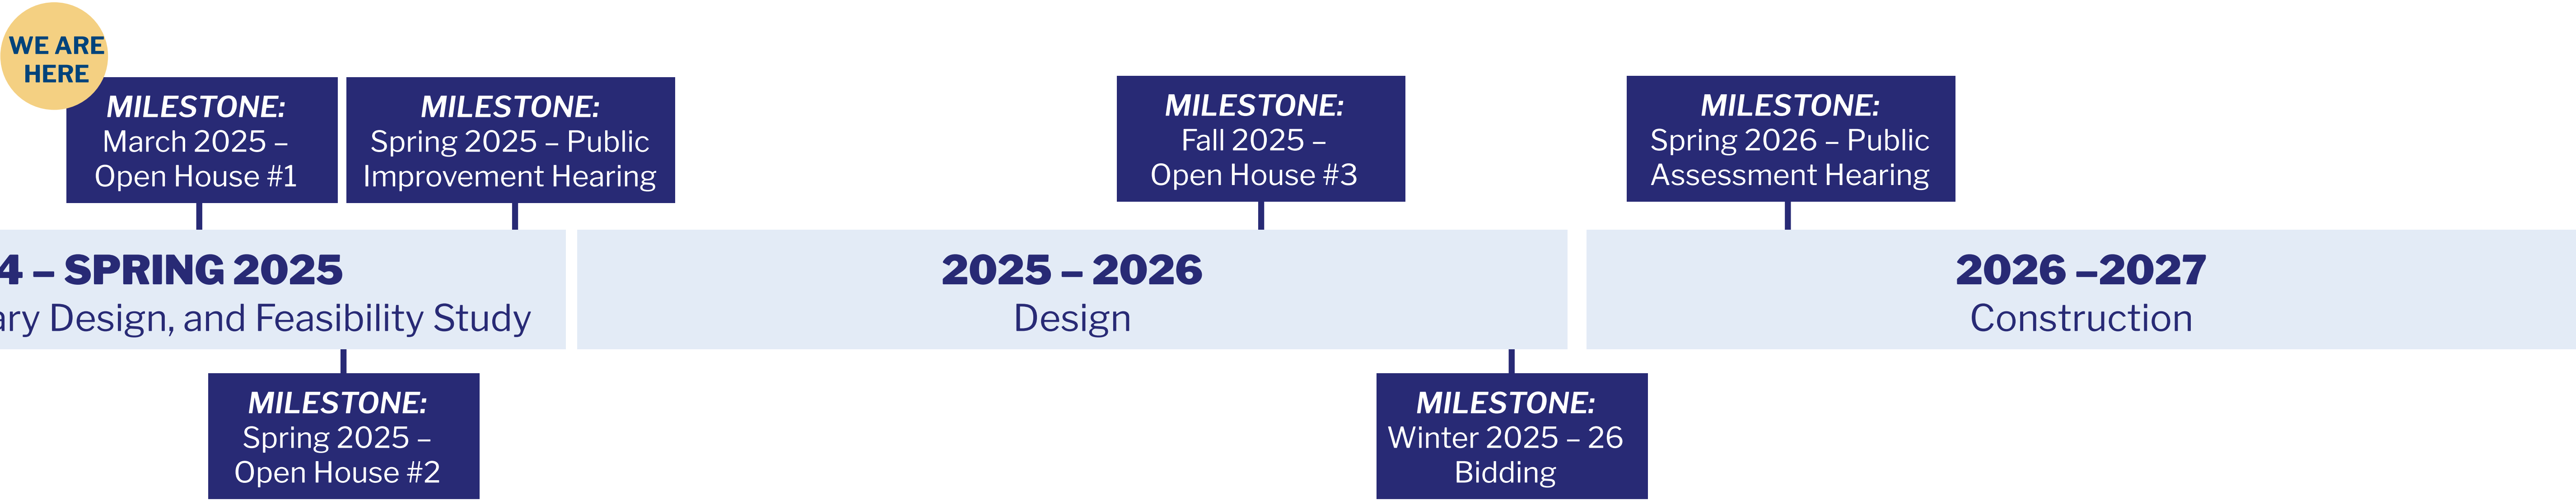 WE ARE
HERE
MILESTONE:
March 2025 –
Open House #1
MILESTONE:
Spring 2025 – Public
Improvement Hearing
MILESTONE:
Fall 2025 –
Open House #3
MILESTONE:
Spring 2026 – Public
Assessment Hearing
4 – SPRING 2025
ary Design, and Feasibility Study
2025 – 2026
Design
2026 –2027
Construction
MILESTONE:
Spring 2025 –
Open House #2
MILESTONE:
Winter 2025 – 26
Bidding